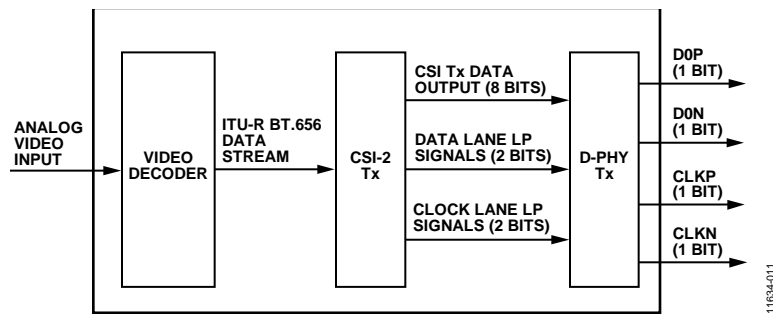 ANALOG
VIDEO
INPUT
VIDEO
DECODER
ITU-R BT.656
DATA
STREAM
CSI-2
Tx
CSI Tx DATA
OUTPUT (8 BITS)
DATA LANE LP
SIGNALS (2 BITS)
CLOCK LANE LP
SIGNALS (2 BITS)
D-PHY
Tx
D0P
(1 BIT)
D0N
(1 BIT)
CLKP
(1 BIT)
CLKN
(1 BIT)
11634-011